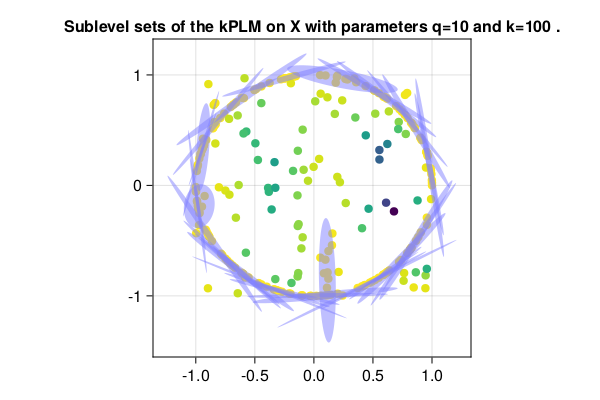 Sublevel sets of the kPLM on X with parameters q=10 and k=100 .
1
0
-1
-1.0 -0.5 0.0 0.5 1.0